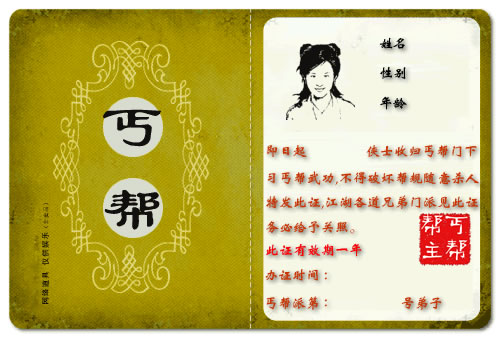 丐
帮
网络道具 仅供娱乐
姓名
性别
年龄
即日起 侠士收归丐帮门下
习丐帮武功,不得破坏帮规随意杀人
特发此证,江湖各道兄弟门派见此证
务必给予关照。
此证有效期一年
办证时间：
丐帮派第： 号弟子
丐帮
帮主